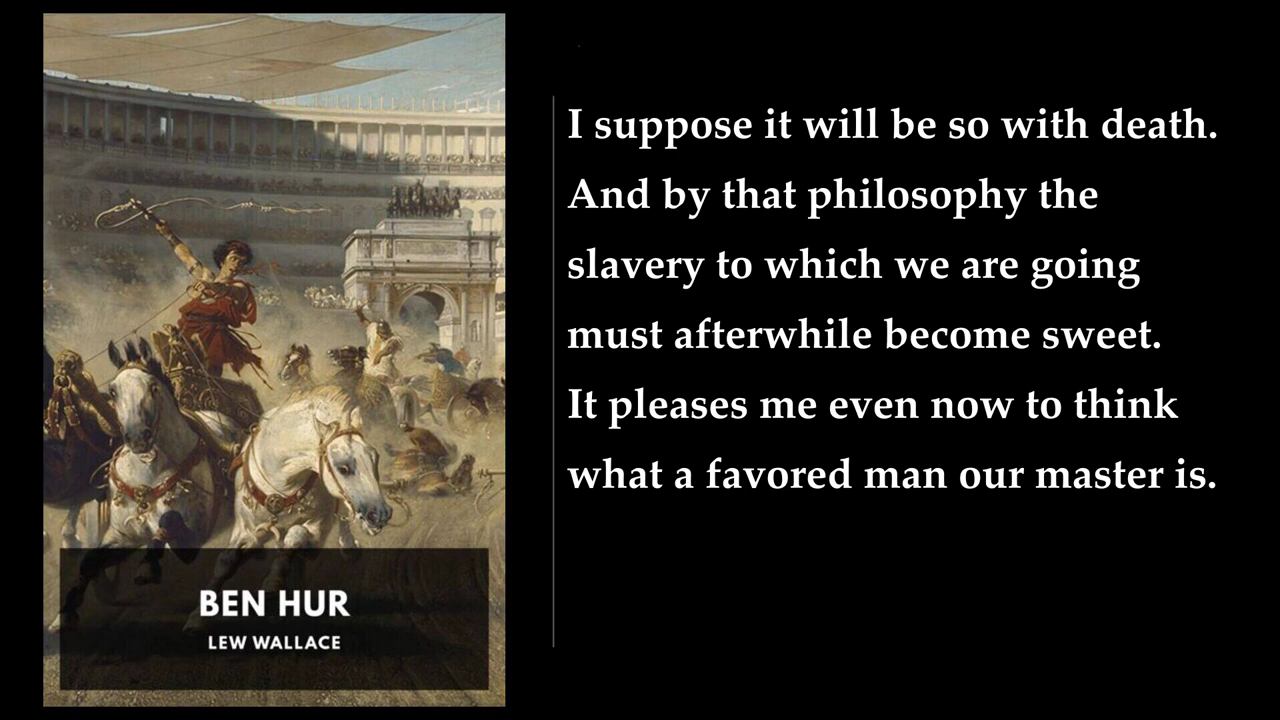 BEN HUR
LEW WALLACE
I suppose it will be so with death.
And by that philosophy the
slavery to which we are going
must afterwhile become sweet.
It pleases me even now to think
what a favored man our master is.